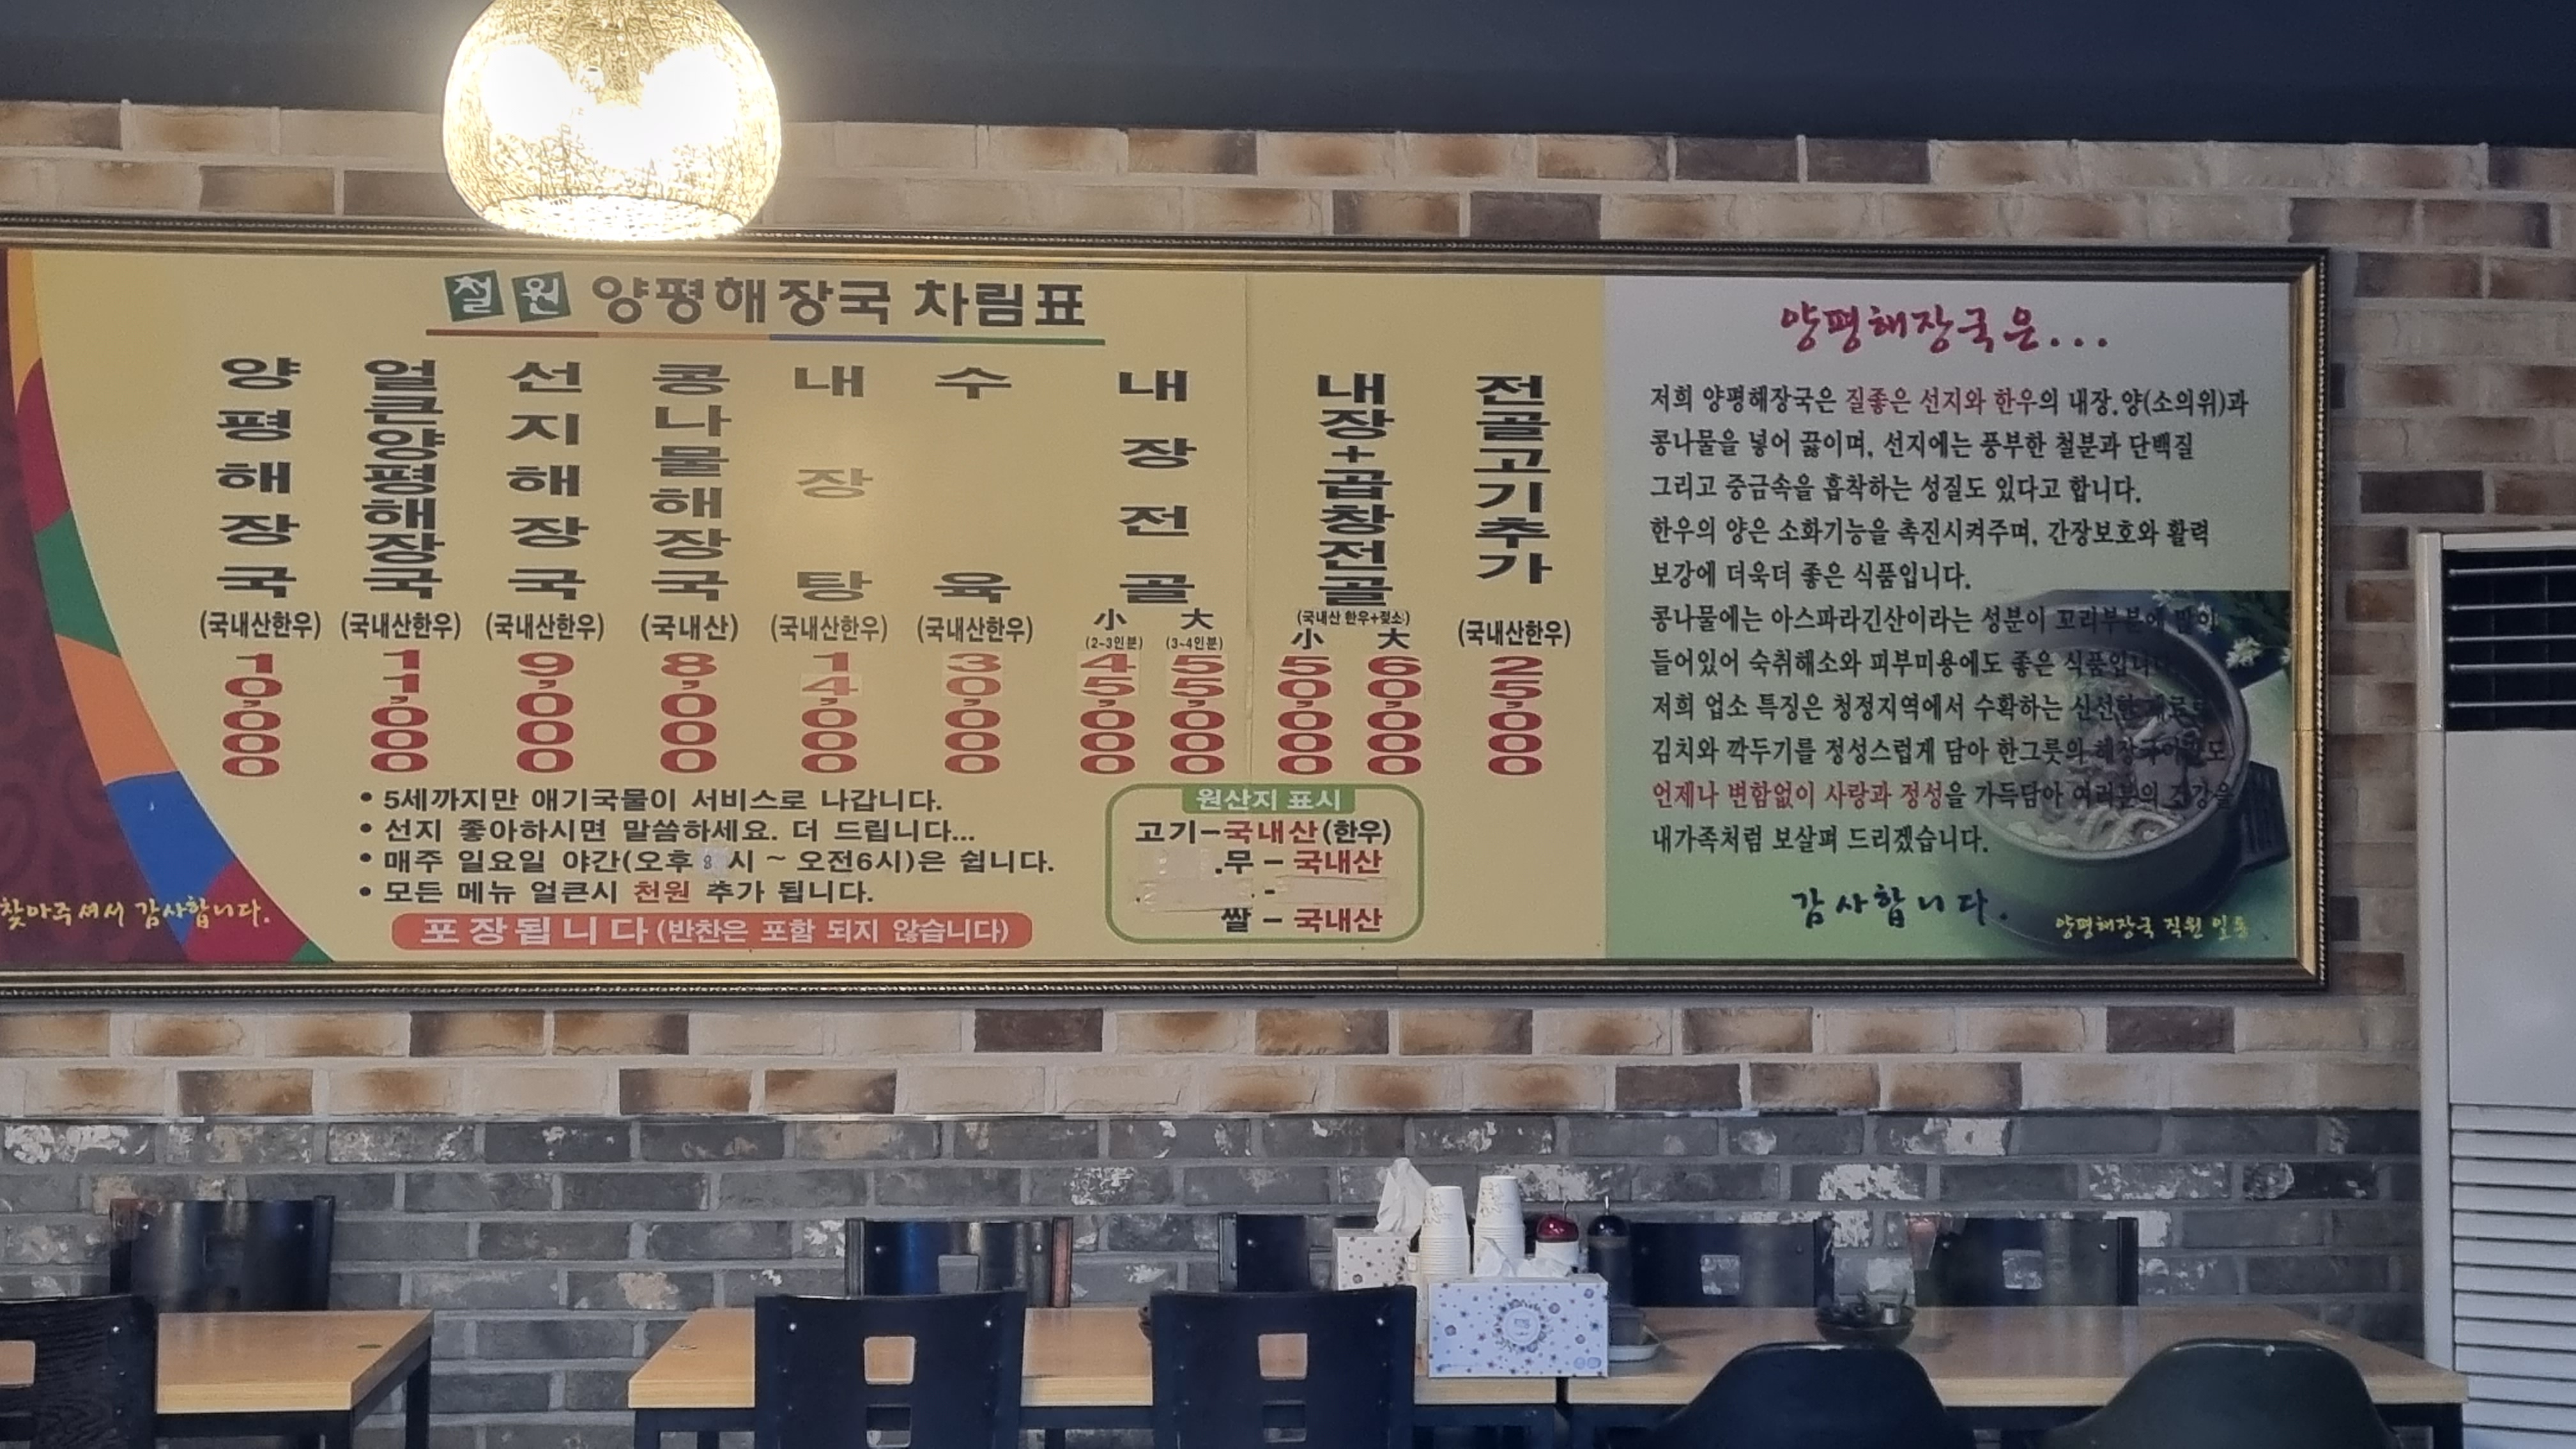 철원 양평해장국 차림표
양평해장국
(국내산한우)
10,000
얼큰양평해장국
(국내산한우)
11,000
선지해장국
(국내산한우)
9,000
콩나물해장국
(국내산)
8,000
내장탕
(국내산한우)
14,000
수육
(국내산한우)
30,000
내장전골
小 大
(2~3인분) (3~4인분)
45,000 55,000
내장+곱창전골
(국내산 한우+젖소)
小 大
50,000 60,000
전골고기추가
(국내산한우)
25,000
• 5세까지만 애기국물이 서비스로 나갑니다.
• 선지 좋아하시면 말씀하세요. 더 드립니다...
• 매주 일요일 야간(오후 8시 ~ 오전6시)은 쉽니다.
• 모든 메뉴 얼큰시 천원 추가 됩니다.
포장됩니다(반찬은 포함 되지 않습니다)
원산지 표시
고기-국내산(한우)
.무 - 국내산
-
쌀 - 국내산
찾아주셔서 감사합니다.
양평해장국은...
저희 양평해장국은 질좋은 선지와 한우의 내장.양(소의위)과
콩나물을 넣어 끓이며, 선지에는 풍부한 철분과 단백질
그리고 중금속을 흡착하는 성질도 있다고 합니다.
한우의 양은 소화기능을 촉진시켜주며, 간장보호와 활력
보강에 더욱더 좋은 식품입니다.
콩나물에는 아스파라긴산이라는 성분이 꼬리부분에 많이
들어있어 숙취해소와 피부미용에도 좋은 식품입니다
저희 업소 특징은 청정지역에서 수확하는 신선한 재료로
김치와 깍두기를 정성스럽게 담아 한그릇의 해장국이라도
언제나 변함없이 사랑과 정성을 가득담아 여러분의 건강을
내가족처럼 보살펴 드리겠습니다.
감사합니다.
양평해장국 직원 일동